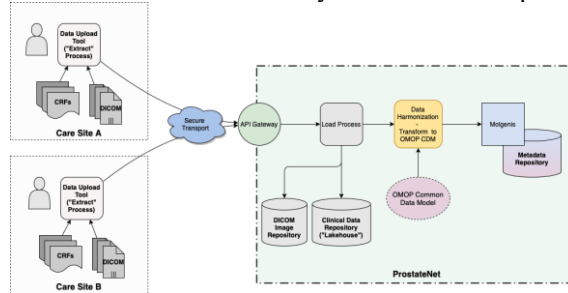 Data Upload
Tool
("Extract"
Process)
CRFs
DICOM
Care Site A
Data Upload
Tool
("Extract"
Process)
CRFs
DICOM
Care Site B
Secure
Transport
API Gateway
Load Process
Data
Harmonization
-
Transform to
OMOP CDM
Molgenis
Metadata
Repository
OMOP Common
Data Model
DICOM
Image
Repository
Clinical Data
Repository
("Lakehouse")
ProstateNet